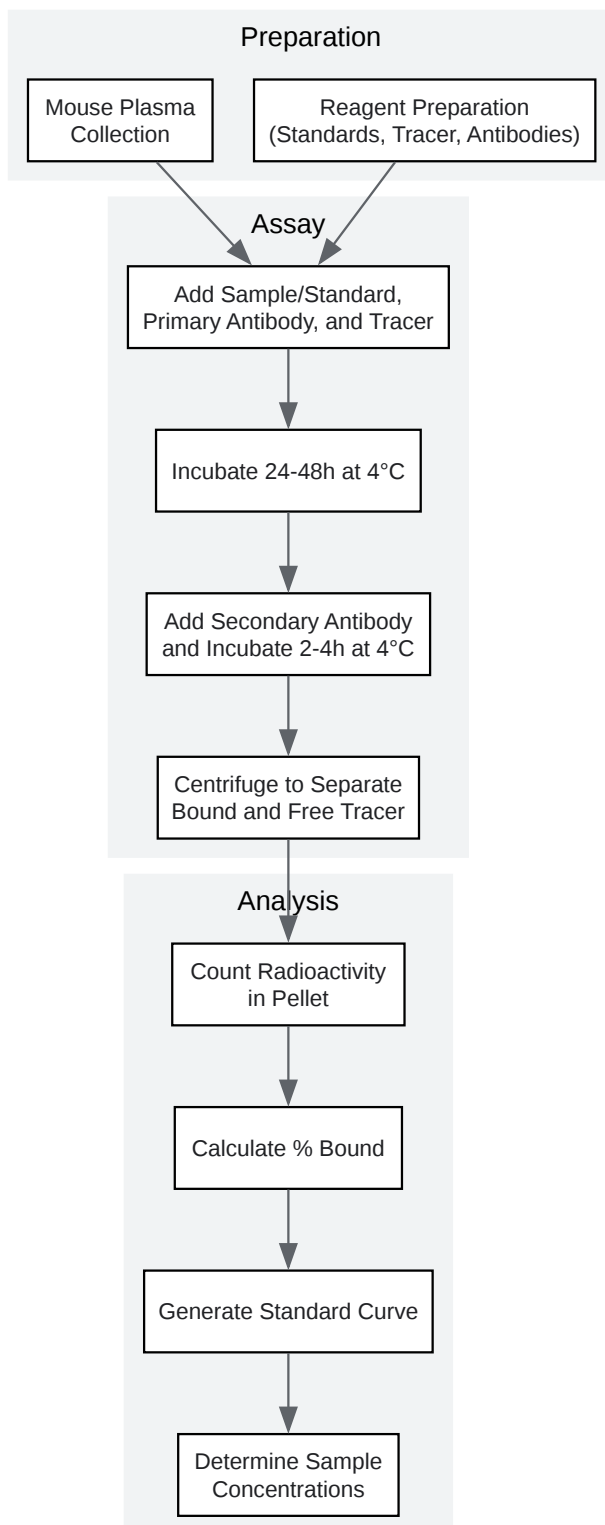 Preparation
Mouse Plasma
Collection
Reagent Preparation
(Standards, Tracer, Antibodies)
Assay
Add Sample/Standard,
Primary Antibody, and Tracer
Incubate 24-48h at 4°C
Add Secondary Antibody
and Incubate 2-4h at 4°C
Centrifuge to Separate
Bound and Free Tracer
Analysis
Count Radioactivity
in Pellet
Calculate % Bound
Generate Standard Curve
Determine Sample
Concentrations